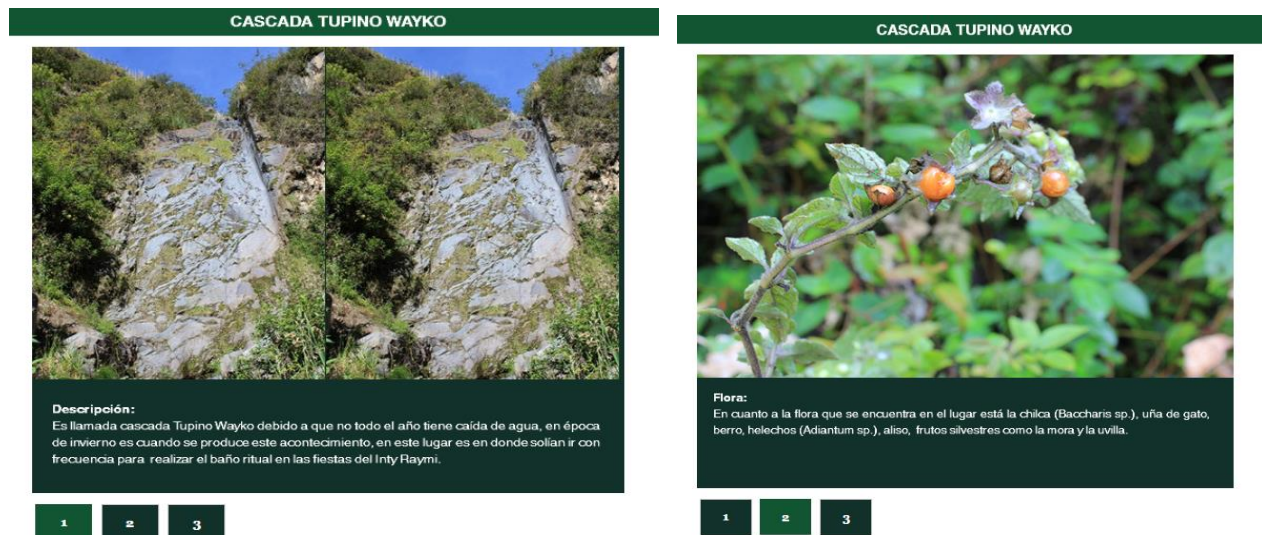 CASCADA TUPINO WAYKO
Descripción:
Es llamada cascada Tupino Wayko debido a que no todo el año tiene caída de agua, en época
de invierno es cuando se produce este acontecimiento, en este lugar es en donde solían ir con
frecuencia para realizar el baño ritual en las fiestas del Inty Raymi.
1 2 3
CASCADA TUPINO WAYKO
Flora:
En cuanto a la flora que se encuentra en el lugar está la chilca (Baccharis sp.), uña de gato,
berro, helechos (Adiantum sp.), aliso, frutos silvestres como la mora y la uvilla.
1 2 3